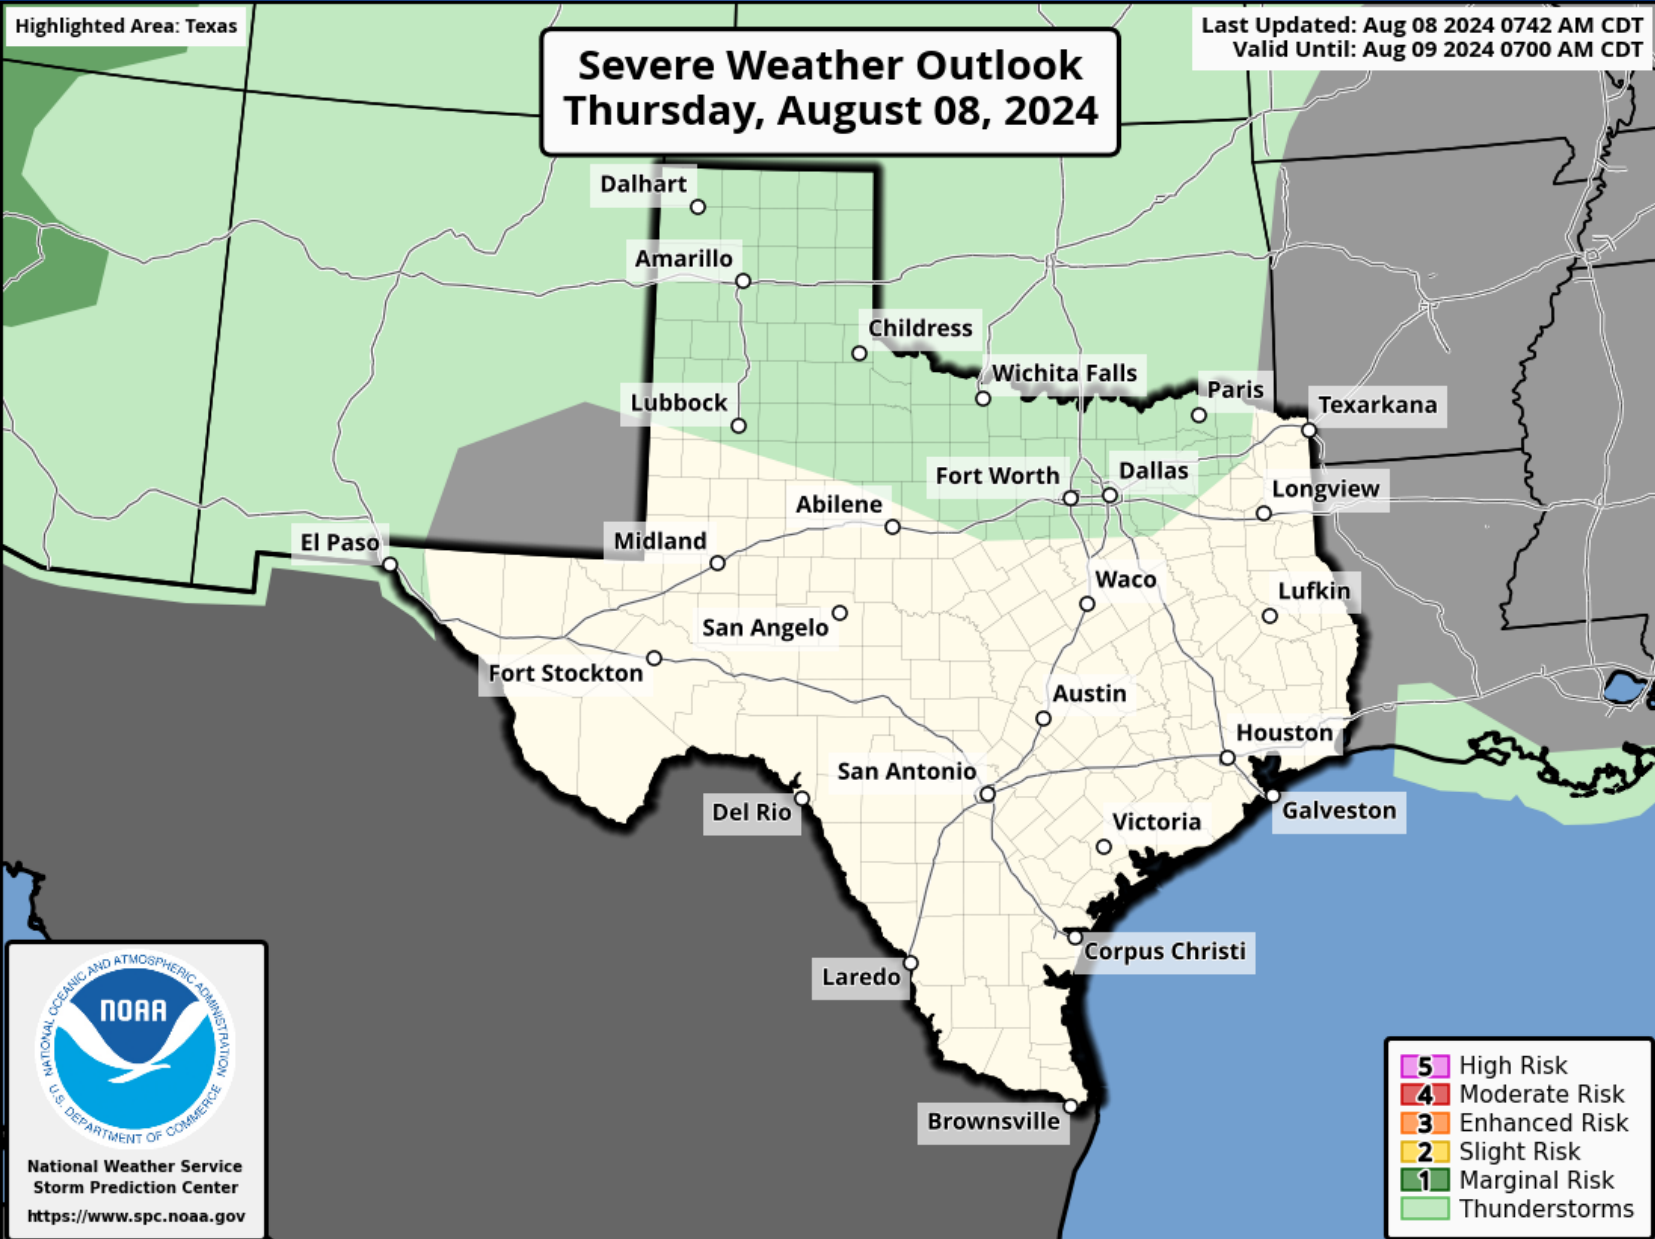 Highlighted Area: Texas
Severe Weather Outlook
Thursday, August 08, 2024
Last Updated: Aug 08 2024 0742 AM CDT
Valid Until: Aug 09 2024 0700 AM CDT
Dalhart
Amarillo
Childress
Wichita Falls
Paris
Lubbock
Texarkana
Fort Worth
Dallas
Longview
Abilene
El Paso
Midland
Waco
Lufkin
San Angelo
Fort Stockton
Austin
Houston
San Antonio
Del Rio
Galveston
Victoria
Corpus Christi
Laredo
Brownsville
NATIONAL OCEANIC AND ATMOSPHERIC ADMINISTRATION
NOAA
U.S. DEPARTMENT OF COMMERCE
National Weather Service
Storm Prediction Center
https://www.spc.noaa.gov
5 High Risk
4 Moderate Risk
3 Enhanced Risk
2 Slight Risk
1 Marginal Risk
Thunderstorms